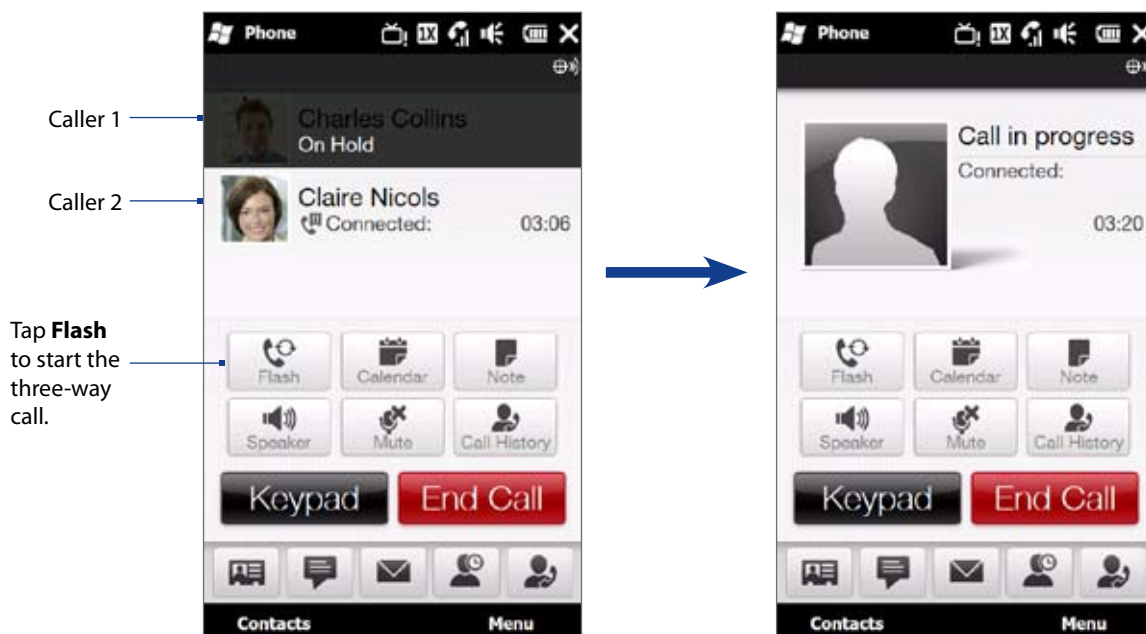 Phone
1X
Caller 1
Charles Collins
On Hold
Caller 2
Claire Nicols
Connected: 03:06
Tap Flash
to start the
three-way
call.
Flash Calendar Note
Speaker Mute Call History
Keypad End Call
Contacts Menu
Phone
1X
Call in progress
Connected:
03:20
Flash Calendar Note
Speaker Mute Call History
Keypad End Call
Contacts Menu